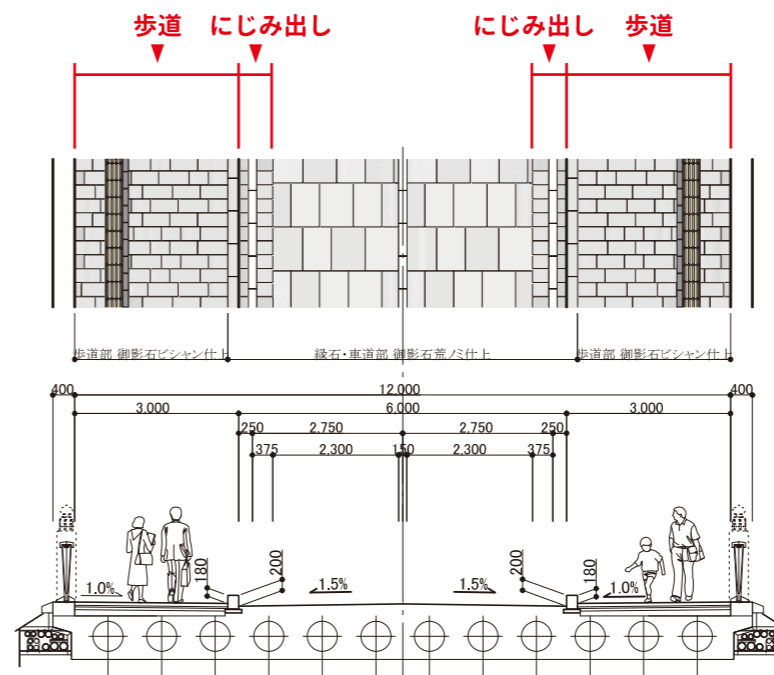 歩道 にじみ出し にじみ出し 歩道
歩道部 御影石ビシャン仕上 縁石・車道部 御影石荒ノミ仕上 歩道部 御影石ビシャン仕上
400 12,000 400
3,000 6,000 3,000
250 2,750 2,750 250
375 2,300 150 2,300 375
180 200 200 180
1.0% 1.5% 1.5% 1.0%